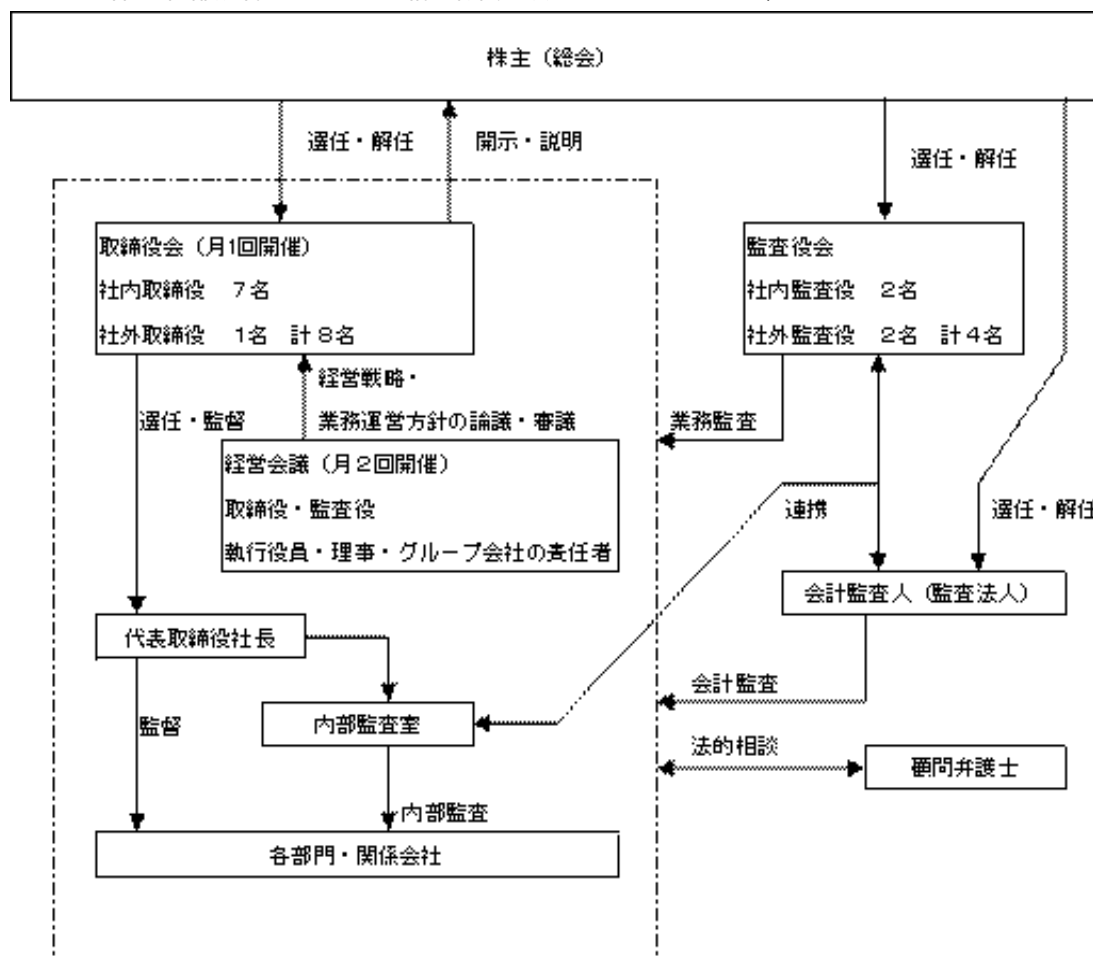 株主（総会）
選任・解任
開示・説明
選任・解任
取締役会（月1回開催）
社内取締役　７名
社外取締役　１名　計８名
監査役会
社内監査役　２名
社外監査役　２名　計４名
経営戦略・
業務運営方針の論議・審議
選任・監督
業務監査
経営会議（月２回開催）
取締役・監査役
執行役員・理事・グループ会社の責任者
連携
選任・解任
会計監査人（監査法人）
代表取締役社長
会計監査
内部監査室
監督
法的相談
顧問弁護士
内部監査
各部門・関係会社